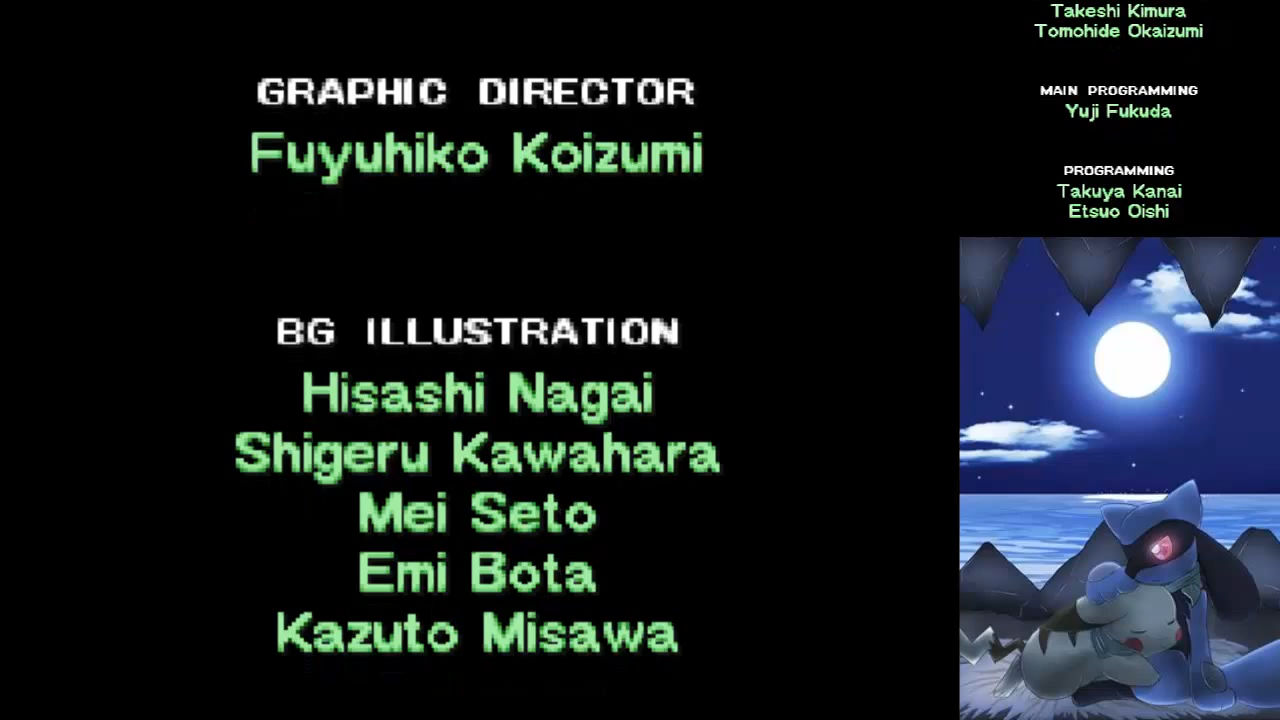 GRAPHIC DIRECTOR
Fuyuhiko Koizumi
BG ILLUSTRATION
Hisashi Nagai
Shigeru Kawahara
Mei Seto
Emi Bota
Kazuto Misawa
Takeshi Kimura
Tomohide Okaizumi
MAIN PROGRAMMING
Yuji Fukuda
PROGRAMMING
Takuya Kanai
Etsuo Oishi